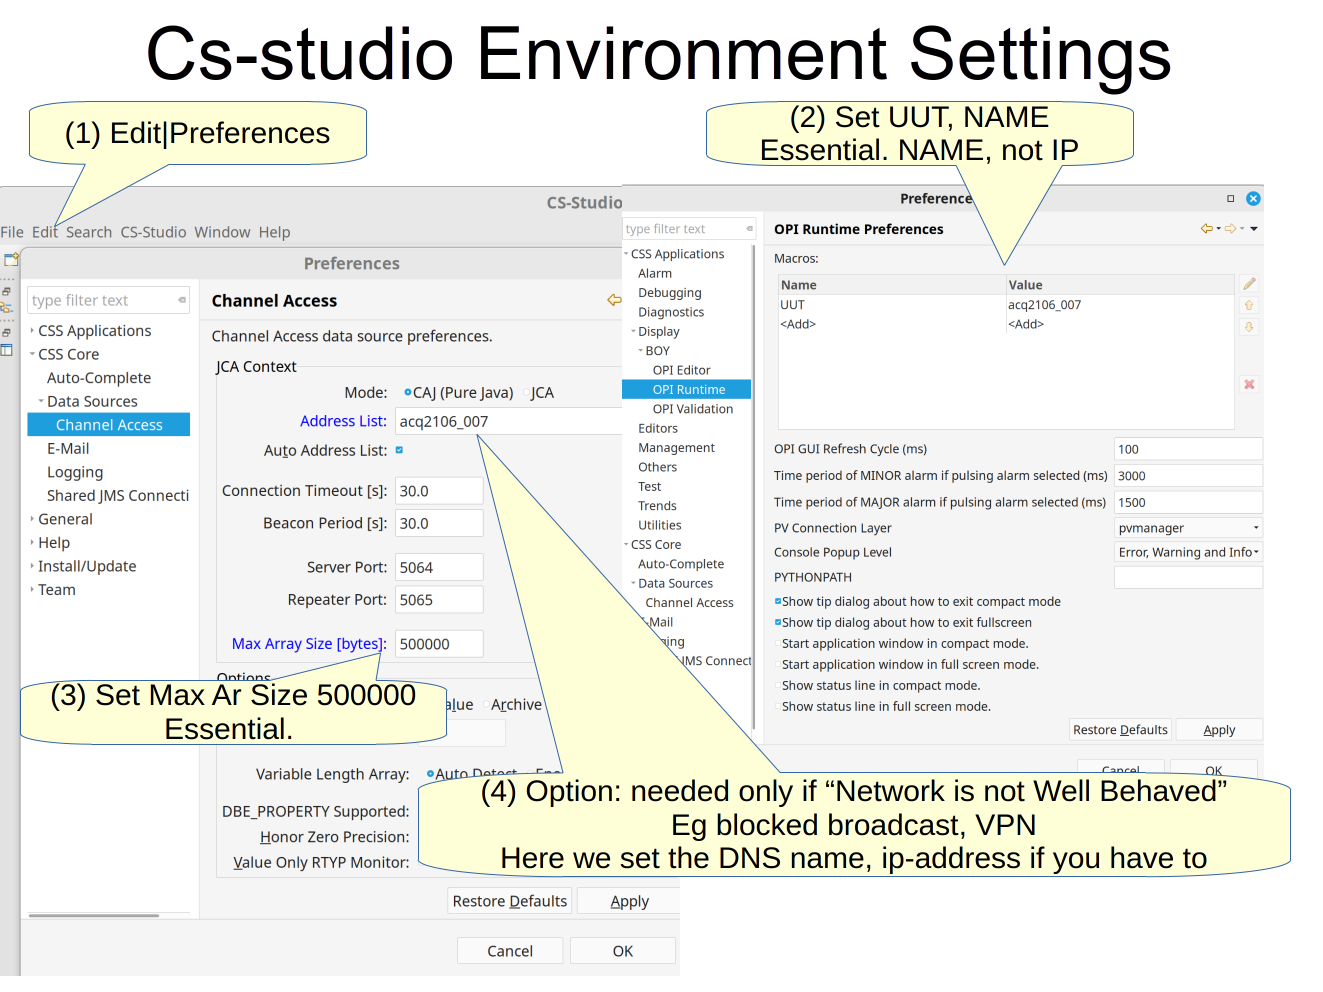 Cs-studio Environment Settings
(1) Edit|Preferences
(2) Set UUT, NAME
Essential. NAME, not IP
CS-Studio
File Edit Search CS-Studio Window Help
Preferences
type filter text
CSS Applications
CSS Core
Auto-Complete
Data Sources
Channel Access
E-Mail
Logging
Shared JMS Connecti
General
Help
Install/Update
Team
Channel Access
Channel Access data source preferences.
JCA Context
Mode: CAJ (Pure Java) JCA
Address List: acq2106_007
Auto Address List:
Connection Timeout [s]: 30.0
Beacon Period [s]: 30.0
Server Port: 5064
Repeater Port: 5065
Max Array Size [bytes]: 500000
Options
(3) Set Max Ar Size 500000
Essential.
alue Archive
Variable Length Array: Auto Detect
DBE_PROPERTY Supported:
Honor Zero Precision:
Value Only RTYP Monitor:
Restore Defaults Apply
Cancel OK
Preference
type filter text
CSS Applications
Alarm
Debugging
Diagnostics
Display
BOY
OPI Editor
OPI Runtime
OPI Validation
Editors
Management
Others
Test
Trends
Utilities
CSS Core
Auto-Complete
Data Sources
Channel Access
-Mail
ging
JMS Connect
OPI Runtime Preferences
Macros:
Name Value
UUT acq2106_007
<Add> <Add>
OPI GUI Refresh Cycle (ms) 100
Time period of MINOR alarm if pulsing alarm selected (ms) 3000
Time period of MAJOR alarm if pulsing alarm selected (ms) 1500
PV Connection Layer pvmanager
Console Popup Level Error, Warning and Info
PYTHONPATH
Show tip dialog about how to exit compact mode
Show tip dialog about how to exit fullscreen
Start application window in compact mode.
Start application window in full screen mode.
Show status line in compact mode.
Show status line in full screen mode.
Restore Defaults Apply
Cancel OK
(4) Option: needed only if “Network is not Well Behaved”
Eg blocked broadcast, VPN
Here we set the DNS name, ip-address if you have to